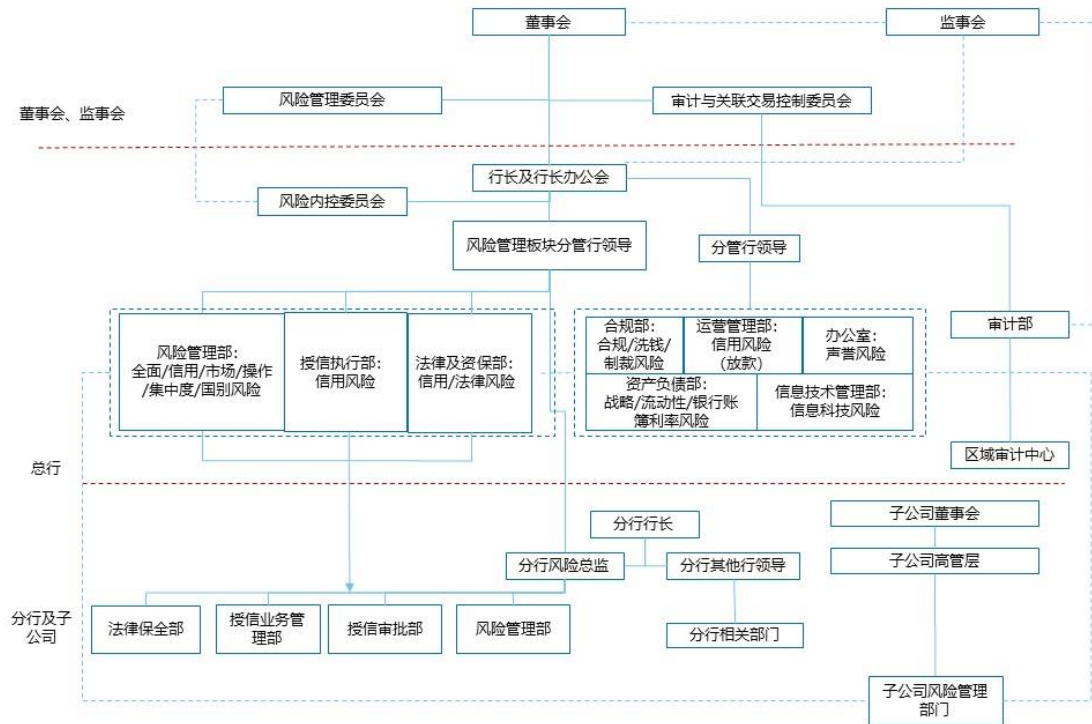 董事会
监事会
风险管理委员会
审计与关联交易控制委员会
董事会、监事会
行长及行长办公会
风险内控委员会
风险管理板块分管行领导
分管行领导
风险管理部:
全面/信用/市场/操作
/集中度/国别风险
授信执行部:
信用风险
法律及资保部:
信用/法律风险
合规部:
合规/洗钱/
制裁风险
运营管理部:
信用风险
（放款）
办公室:
声誉风险
资产负债部:
战略/流动性/银行账
簿利率风险
信息技术管理部:
信息科技风险
审计部
区域审计中心
总行
分行行长
子公司董事会
分行风险总监
分行其他行领导
子公司高管层
分行及子
公司
法律保全部
授信业务管
理部
授信审批部
风险管理部
分行相关部门
子公司风险管理
部门